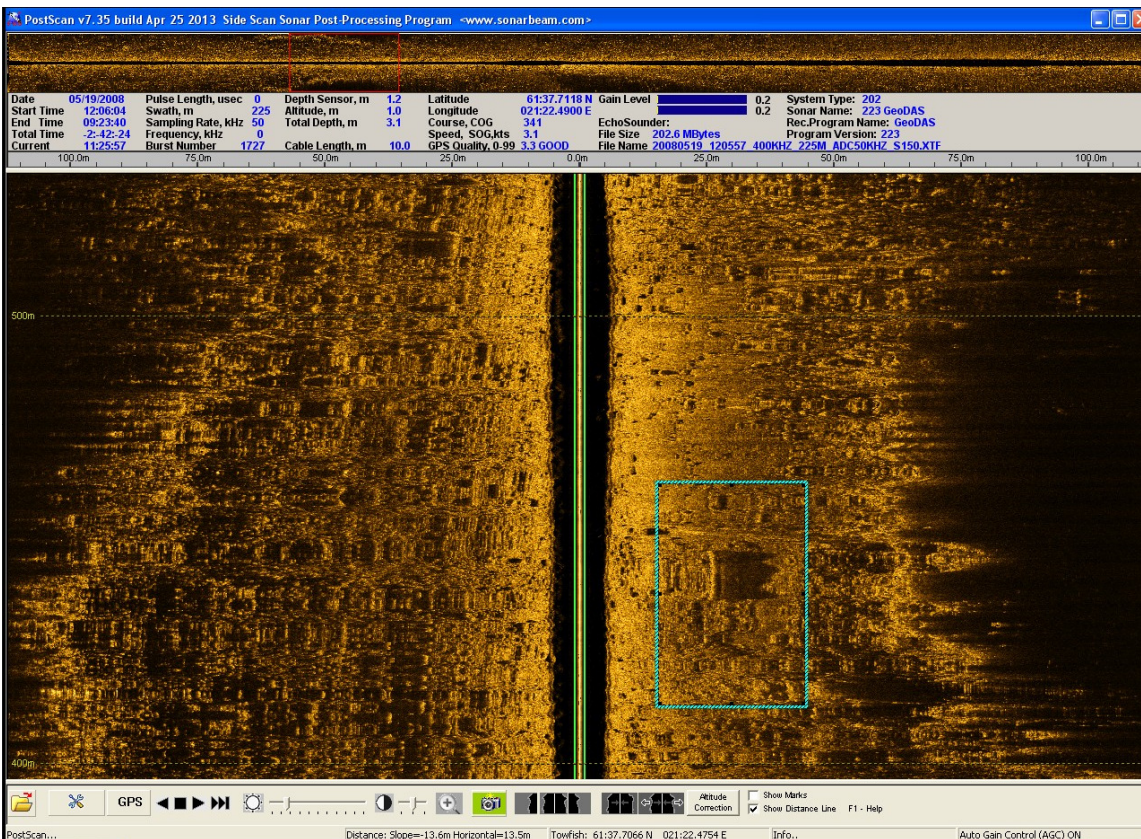 PostScan v7.35 build Apr 25 2013 Side Scan Sonar Post-Processing Program <www.sonarbeam.com>
Date 05/19/2008 Pulse Length, usec 0 Depth Sensor, m 1.2 Latitude 61:37.7118 N Gain Level 0.2 System Type: 202
Start Time 12:06:04 Swath, m 225 Altitude, m 1.0 Longitude 021:22.4900 E 0.2 Sonar Name: 223 GeoDAS
End Time 09:23:40 Sampling Rate, kHz 50 Total Depth, m 3.1 Course, COG 341 EchoSounder: Rec.Program Name: GeoDAS
Total Time -2:-42:-24 Frequency, kHz 0 Speed, SOG,kts 3.1 File Size 202.6 MBytes Program Version: 223
Current 11:25:57 Burst Number 1727 Cable Length, m 10.0 GPS Quality, 0-99 3.3 GOOD File Name 20080519_120557_400KHZ_225M_ADC50KHZ_S150.XTF
100.0m 75.0m 50.0m 25.0m 0.0m 25.0m 50.0m 75.0m 100.0m
500m
400m
GPS Altitude Correction Show Marks
Show Distance Line F1 - Help
PostScan... Distance: Slope=-13.6m Horizontal=13.5m Towfish: 61:37.7066 N 021:22.4754 E Info.. Auto Gain Control (AGC) ON